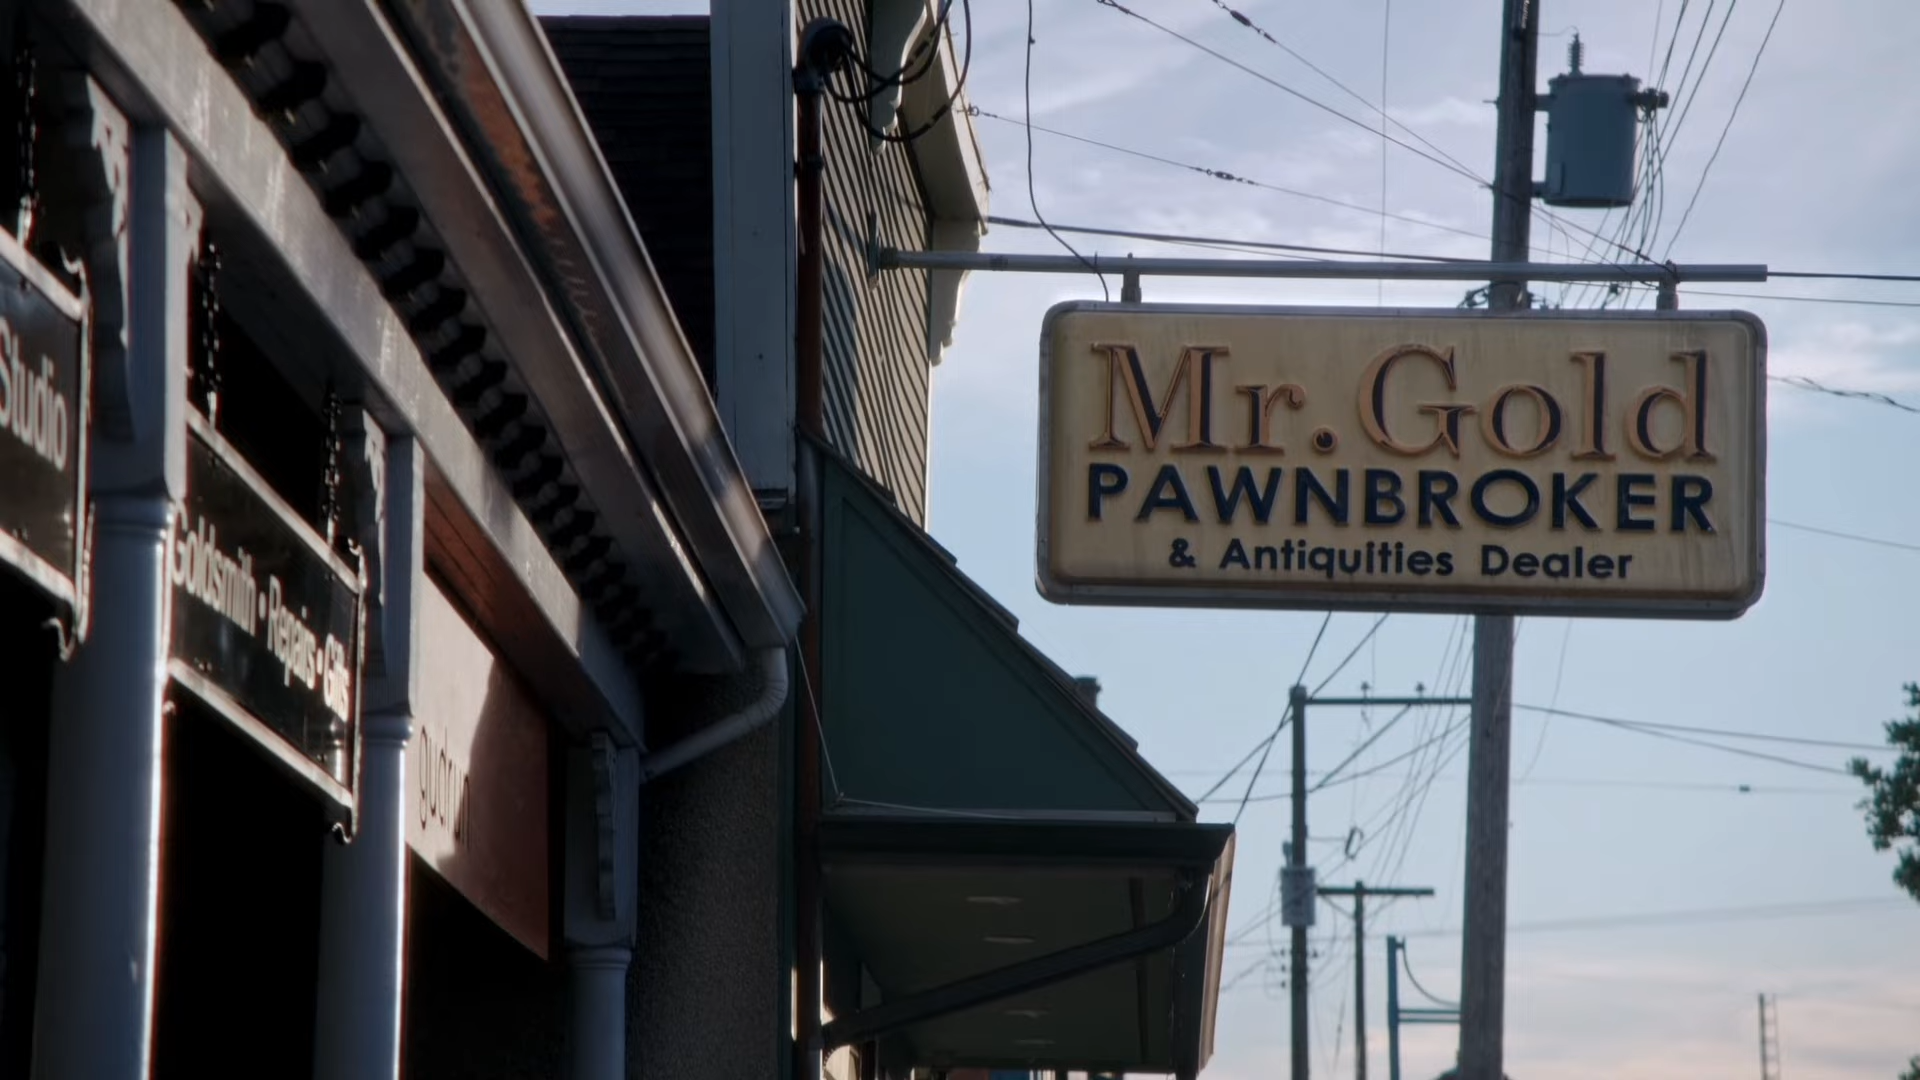 Studio
Goldsmith • Repairs • Gifts
gudrun
Mr. Gold
PAWNBROKER
& Antiquities Dealer